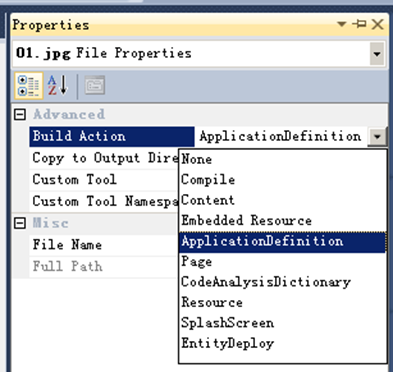 Properties
01.jpg File Properties
Advanced
Build Action ApplicationDefinition
Copy to Output Dire
Custom Tool
Custom Tool Namespa
Misc
File Name
Full Path
None
Compile
Content
Embedded Resource
ApplicationDefinition
Page
CodeAnalysisDictionary
Resource
SplashScreen
EntityDeploy